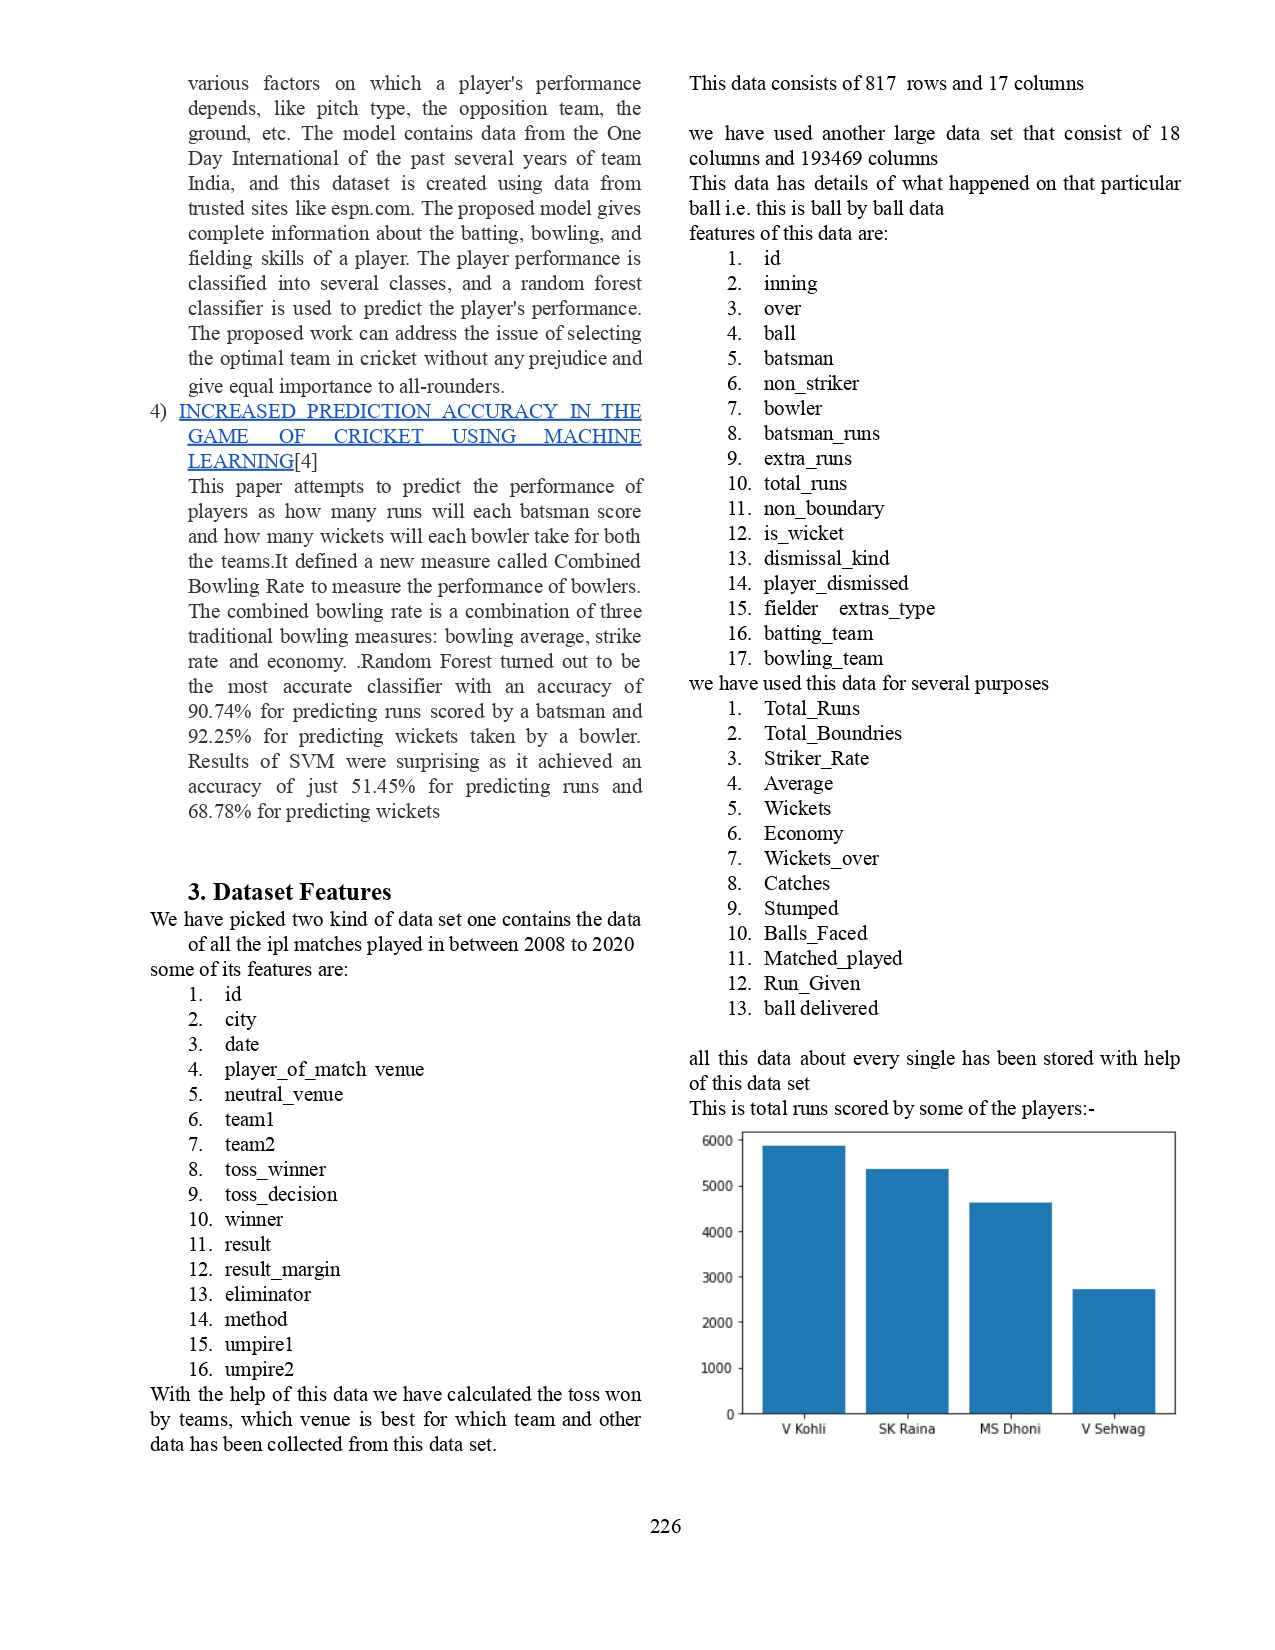 various factors on which a player's performance
depends, like pitch type, the opposition team, the
ground, etc. The model contains data from the One
Day International of the past several years of team
India, and this dataset is created using data from
trusted sites like espn.com. The proposed model gives
complete information about the batting, bowling, and
fielding skills of a player. The player performance is
classified into several classes, and a random forest
classifier is used to predict the player's performance.
The proposed work can address the issue of selecting
the optimal team in cricket without any prejudice and
give equal importance to all-rounders.
4) INCREASED PREDICTION ACCURACY IN THE
GAME OF CRICKET USING MACHINE
LEARNING[4]
This paper attempts to predict the performance of
players as how many runs will each batsman score
and how many wickets will each bowler take for both
the teams.It defined a new measure called Combined
Bowling Rate to measure the performance of bowlers.
The combined bowling rate is a combination of three
traditional bowling measures: bowling average, strike
rate and economy. .Random Forest turned out to be
the most accurate classifier with an accuracy of
90.74% for predicting runs scored by a batsman and
92.25% for predicting wickets taken by a bowler.
Results of SVM were surprising as it achieved an
accuracy of just 51.45% for predicting runs and
68.78% for predicting wickets
3. Dataset Features
We have picked two kind of data set one contains the data
of all the ipl matches played in between 2008 to 2020
some of its features are:
1. id
2. city
3. date
4. player_of_match venue
5. neutral_venue
6. team1
7. team2
8. toss_winner
9. toss_decision
10. winner
11. result
12. result_margin
13. eliminator
14. method
15. umpire1
16. umpire2
With the help of this data we have calculated the toss won
by teams, which venue is best for which team and other
data has been collected from this data set.
This data consists of 817 rows and 17 columns
we have used another large data set that consist of 18
columns and 193469 columns
This data has details of what happened on that particular
ball i.e. this is ball by ball data
features of this data are:
1. id
2. inning
3. over
4. ball
5. batsman
6. non_striker
7. bowler
8. batsman_runs
9. extra_runs
10. total_runs
11. non_boundary
12. is_wicket
13. dismissal_kind
14. player_dismissed
15. fielder extras_type
16. batting_team
17. bowling_team
we have used this data for several purposes
1. Total_Runs
2. Total_Boundries
3. Striker_Rate
4. Average
5. Wickets
6. Economy
7. Wickets_over
8. Catches
9. Stumped
10. Balls_Faced
11. Matched_played
12. Run_Given
13. ball delivered
all this data about every single has been stored with help
of this data set
This is total runs scored by some of the players:-
6000
5000
4000
3000
2000
1000
0
V Kohli SK Raina MS Dhoni V Sehwag
226